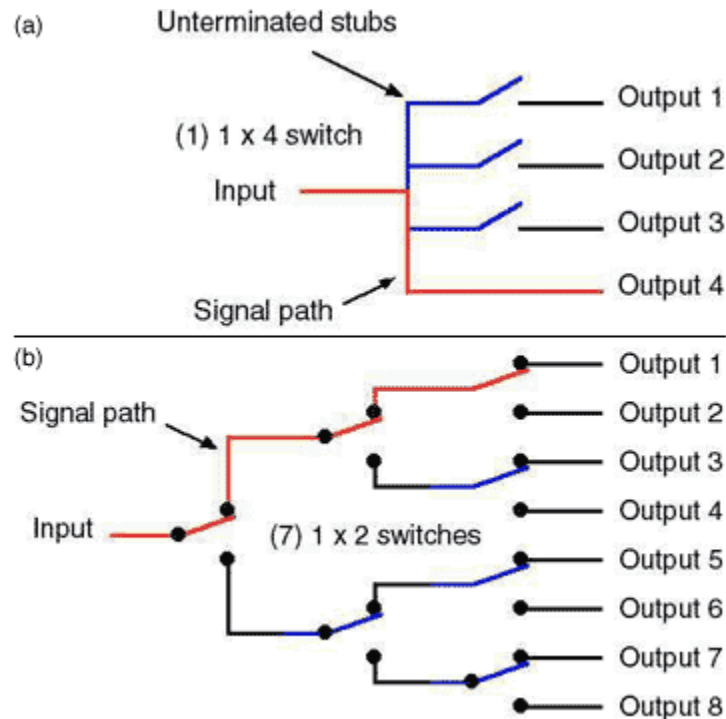 (a)
Unterminated stubs
Output 1
(1) 1 x 4 switch
Output 2
Input
Output 3
Output 4
Signal path
(b)
Output 1
Signal path
Output 2
Output 3
Output 4
Input
(7) 1 x 2 switches
Output 5
Output 6
Output 7
Output 8